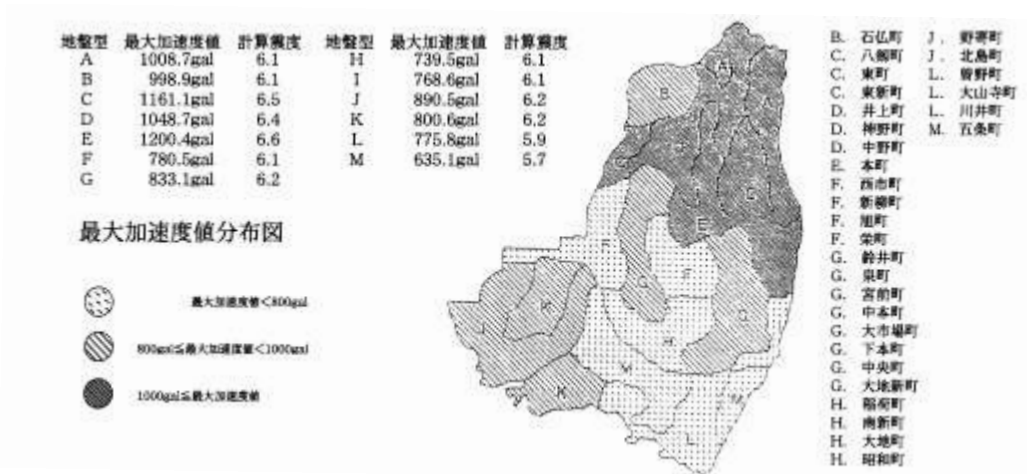 地盤型 最大加速度値 計算震度 地盤型 最大加速度値 計算震度
A 1008.7gal 6.1 H 739.5gal 6.1
B 998.9gal 6.1 I 768.6gal 6.1
C 1161.1gal 6.5 J 890.5gal 6.2
D 1048.7gal 6.4 K 800.6gal 6.2
E 1200.4gal 6.6 L 775.8gal 5.9
F 780.5gal 6.1 M 635.1gal 5.7
G 833.1gal 6.2
最大加速度値分布図
最大加速度値<800gal
800gal≦最大加速度値<1000gal
1000gal≦最大加速度値
A
B
E
F
F
G
G
G
H
K
K
M
M
L
B. 石仏町 J. 野寄町
C. 八剱町 J. 北島町
C. 東町 L. 曽野町
C. 東新町 L. 大山寺町
D. 井上町 L. 川井町
D. 神野町 M. 五条町
D. 中野町
E. 本町
F. 西市町
F. 新柳町
F. 旭町
F. 栄町
G. 鈴井町
G. 泉町
G. 宮前町
G. 中本町
G. 大市場町
G. 下本町
G. 中央町
G. 大地新町
H. 稲荷町
H. 南新町
H. 大地町
H. 昭和町